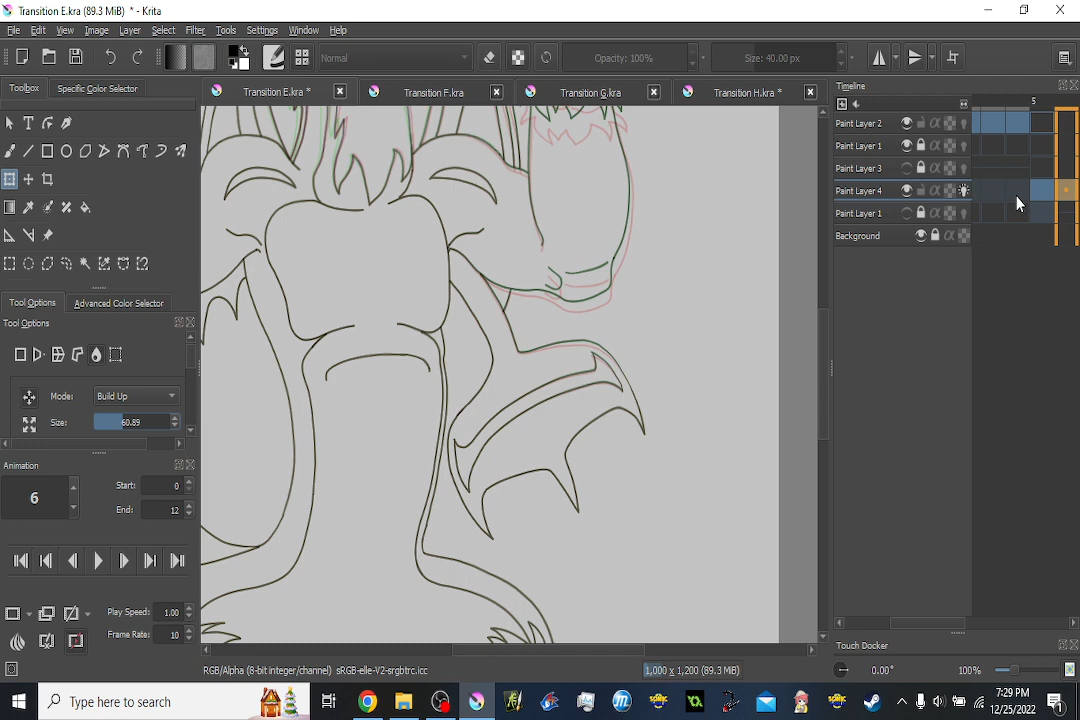 Transition E.kra (89.3 MiB) * - Krita
File Edit View Image Layer Select Filter Tools Settings Window Help
Normal Opacity: 100% Size: 40.00 px
Toolbox Specific Color Selector
Transition E.kra * Transition F.kra Transition G.kra Transition H.kra *
Timeline
5
Paint Layer 2
Paint Layer 1
Paint Layer 3
Paint Layer 4
Paint Layer 1
Background
Tool Options Advanced Color Selector
Tool Options
Mode: Build Up
Size: 60.89
Animation
6
Start: 0
End: 12
Play Speed: 1.00
Frame Rate: 10
RGB/Alpha (8-bit integer/channel) sRGB-elle-V2-srgbtrc.icc
1,000 x 1,200 (89.3 MiB)
Touch Docker
0.00° 100%
Type here to search
7:29 PM
12/25/2022
1